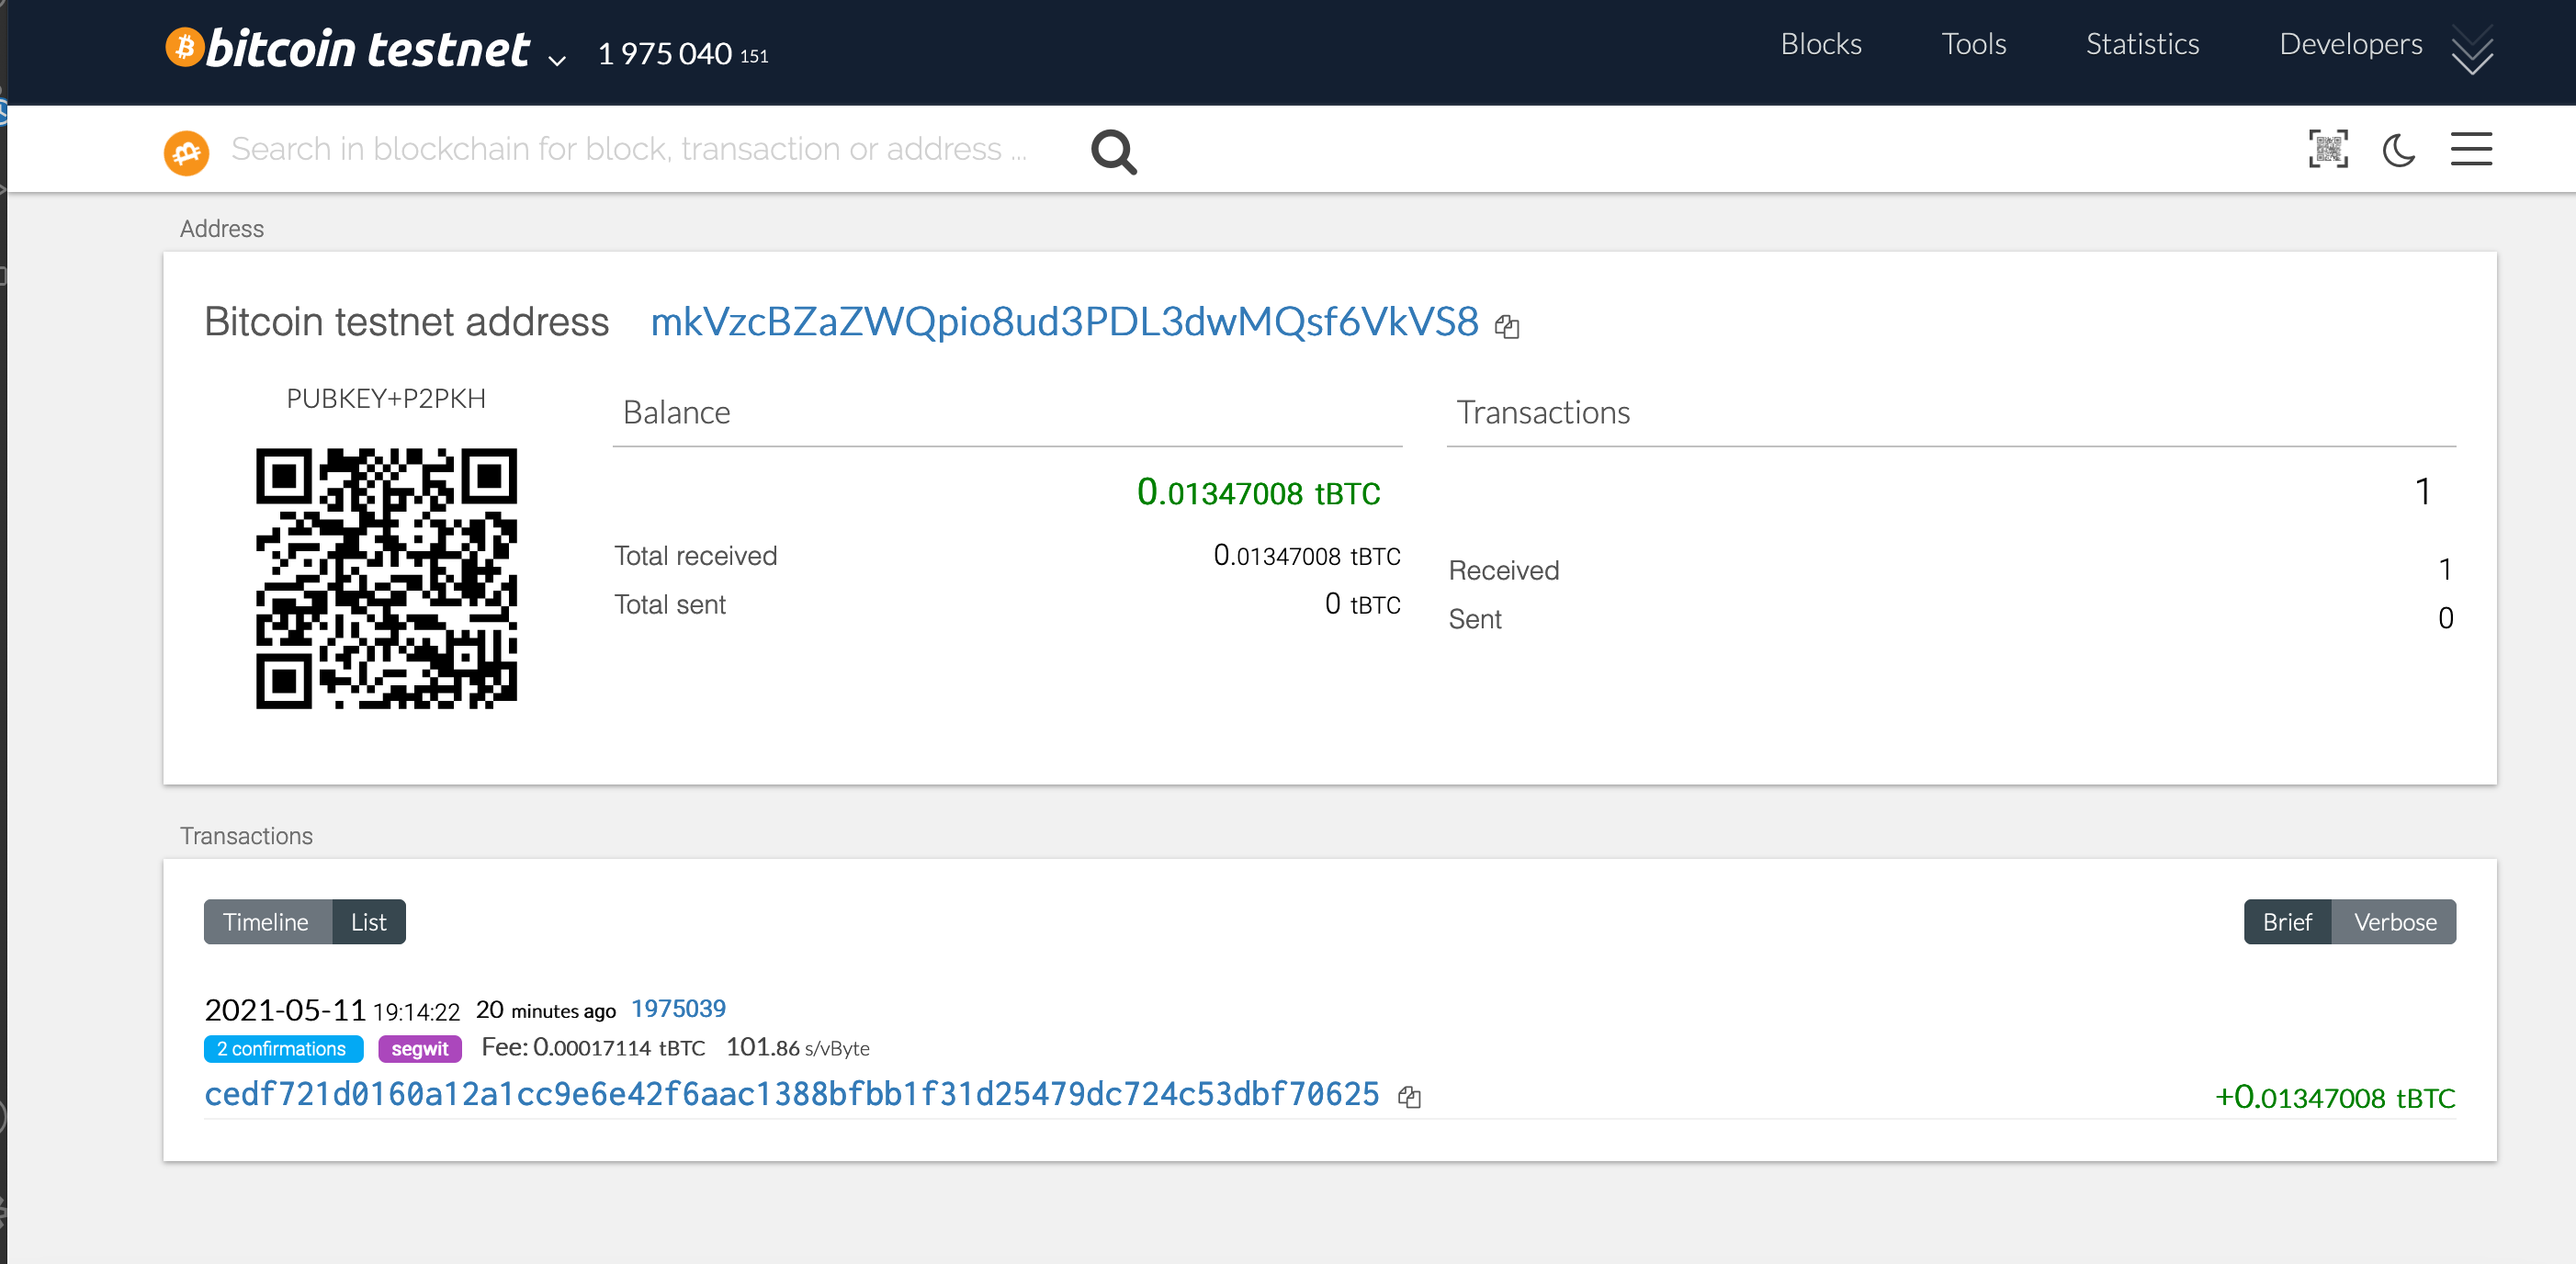 bitcoin testnet 1 975 040 151 Blocks Tools Statistics Developers
Search in blockchain for block, transaction or address ...
Address
Bitcoin testnet address mkVzcBZaZWQpio8ud3PDL3dwMQsf6VkVS8
PUBKEY+P2PKH
Balance
0.01347008 tBTC
Total received 0.01347008 tBTC
Total sent 0 tBTC
Transactions
1
Received 1
Sent 0
Transactions
Timeline List Brief Verbose
2021-05-11 19:14:22 20 minutes ago 1975039
2 confirmations segwit Fee: 0.00017114 tBTC 101.86 s/vByte
cedf721d0160a12a1cc9e6e42f6aac1388bfbb1f31d25479dc724c53dbf70625 +0.01347008 tBTC